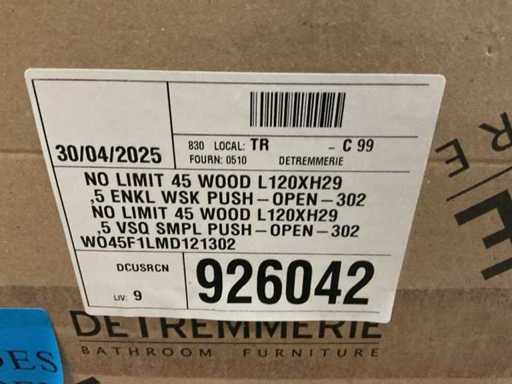 30/04/2025
830 LOCAL: TR - C 99
FOURN: 0510 DETREMMERIE
NO LIMIT 45 WOOD L120XH29
,5 ENKL WSK PUSH-OPEN-302
NO LIMIT 45 WOOD L120XH29
,5 VSQ SMPL PUSH-OPEN-302
WO45F1LMD121302
DCUSRCN
LIV: 9
926042
DETREMMERIE
BATHROOM FURNITURE